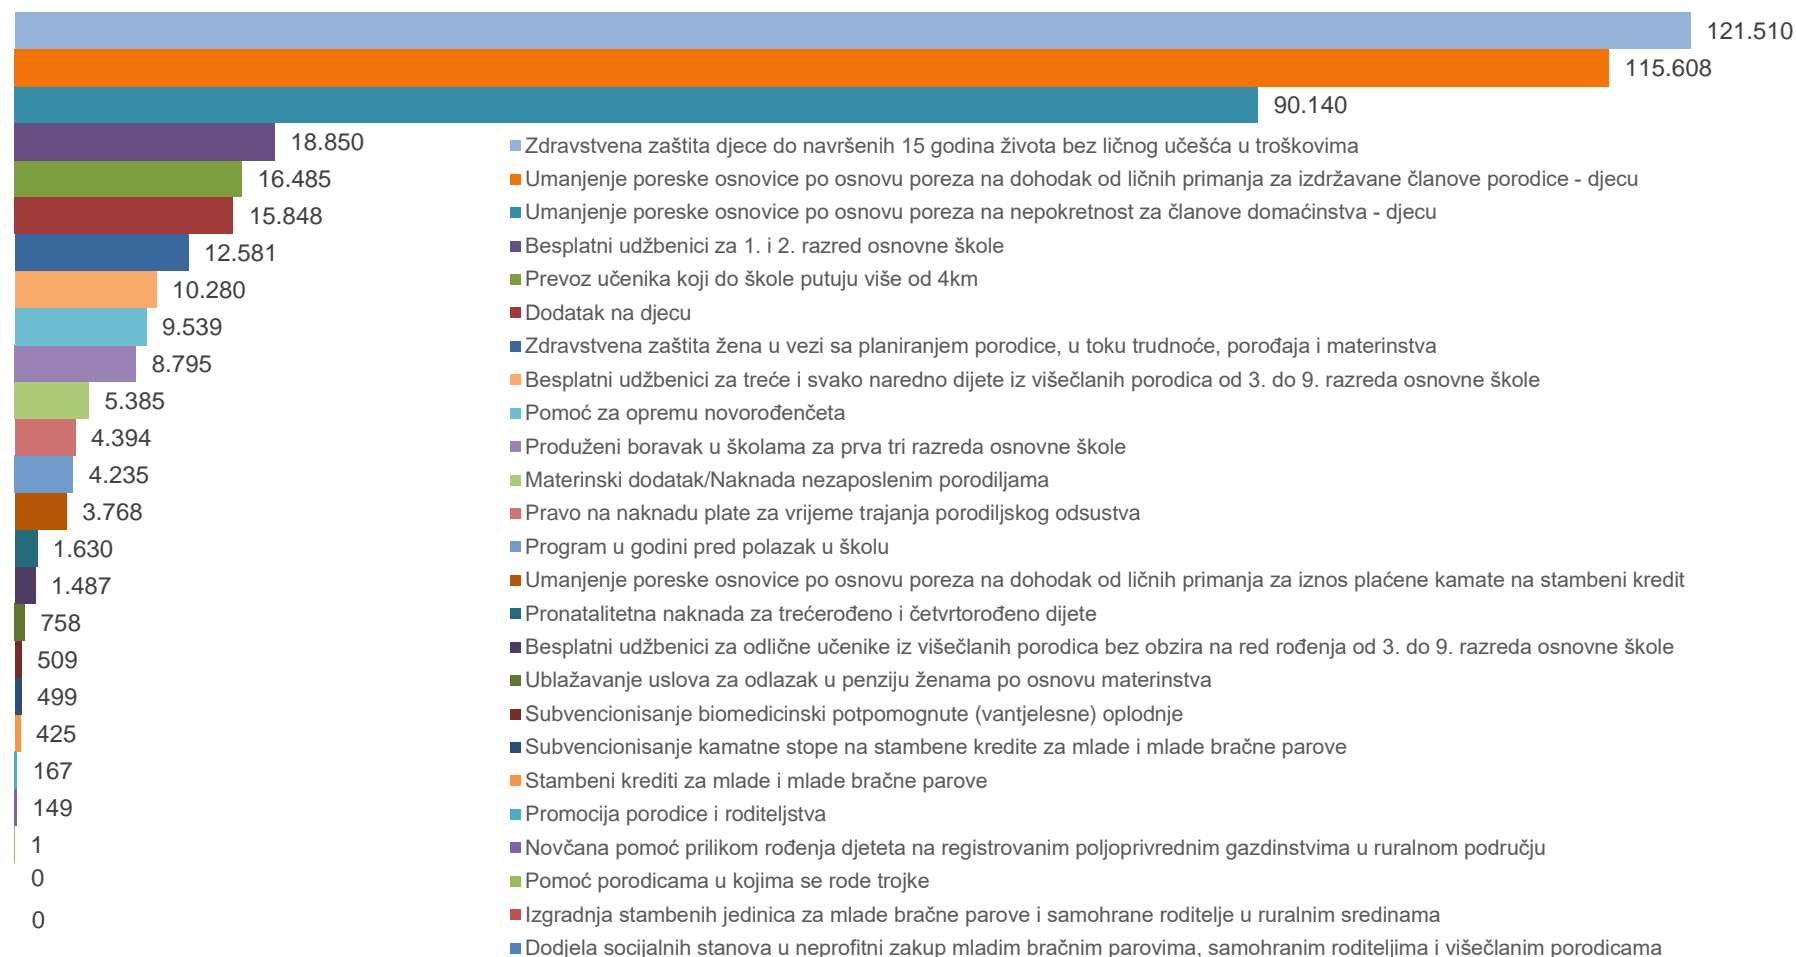 121.510
115.608
90.140
18.850
16.485
15.848
12.581
10.280
9.539
8.795
5.385
4.394
4.235
3.768
1.630
1.487
758
509
499
425
167
149
1
0
0
Zdravstvena zaštita djece do navršenih 15 godina života bez ličnog učešća u troškovima
Umanjenje poreske osnovice po osnovu poreza na dohodak od ličnih primanja za izdržavane članove porodice - djecu
Umanjenje poreske osnovice po osnovu poreza na nepokretnost za članove domaćinstva - djecu
Besplatni udžbenici za 1. i 2. razred osnovne škole
Prevoz učenika koji do škole putuju više od 4km
Dodatak na djecu
Zdravstvena zaštita žena u vezi sa planiranjem porodice, u toku trudnoće, porođaja i materinstva
Besplatni udžbenici za treće i svako naredno dijete iz višečlanih porodica od 3. do 9. razreda osnovne škole
Pomoć za opremu novorođenčeta
Produženi boravak u školama za prva tri razreda osnovne škole
Materinski dodatak/Naknada nezaposlenim porodiljama
Pravo na naknadu plate za vrijeme trajanja porodiljskog odsustva
Program u godini pred polazak u školu
Umanjenje poreske osnovice po osnovu poreza na dohodak od ličnih primanja za iznos plaćene kamate na stambeni kredit
Pronatalitetna naknada za trećerođeno i četvrtorođeno dijete
Besplatni udžbenici za odlične učenike iz višečlanih porodica bez obzira na red rođenja od 3. do 9. razreda osnovne škole
Ublažavanje uslova za odlazak u penziju ženama po osnovu materinstva
Subvencionisanje biomedicinski potpomognute (vantjelesne) oplodnje
Subvencionisanje kamatne stope na stambene kredite za mlade i mlade bračne parove
Stambeni krediti za mlade i mlade bračne parove
Promocija porodice i roditeljstva
Novčana pomoć prilikom rođenja djeteta na registrovanim poljoprivrednim gazdinstvima u ruralnom području
Pomoć porodicama u kojima se rode trojke
Izgradnja stambenih jedinica za mlade bračne parove i samohrane roditelje u ruralnim sredinama
Dodjela socijalnih stanova u neprofitni zakup mladim bračnim parovima, samohranim roditeljima i višečlanim porodicama